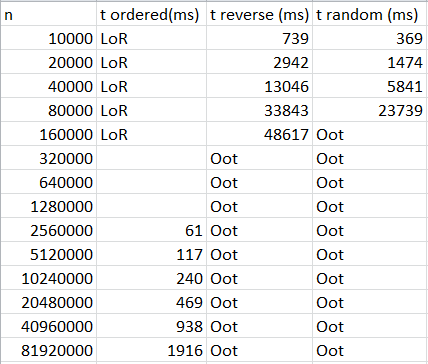 n t ordered(ms) t reverse (ms) t random (ms)
10000 LoR 739 369
20000 LoR 2942 1474
40000 LoR 13046 5841
80000 LoR 33843 23739
160000 LoR 48617 Oot
320000 Oot Oot
640000 Oot Oot
1280000 Oot Oot
2560000 61 Oot Oot
5120000 117 Oot Oot
10240000 240 Oot Oot
20480000 469 Oot Oot
40960000 938 Oot Oot
81920000 1916 Oot Oot